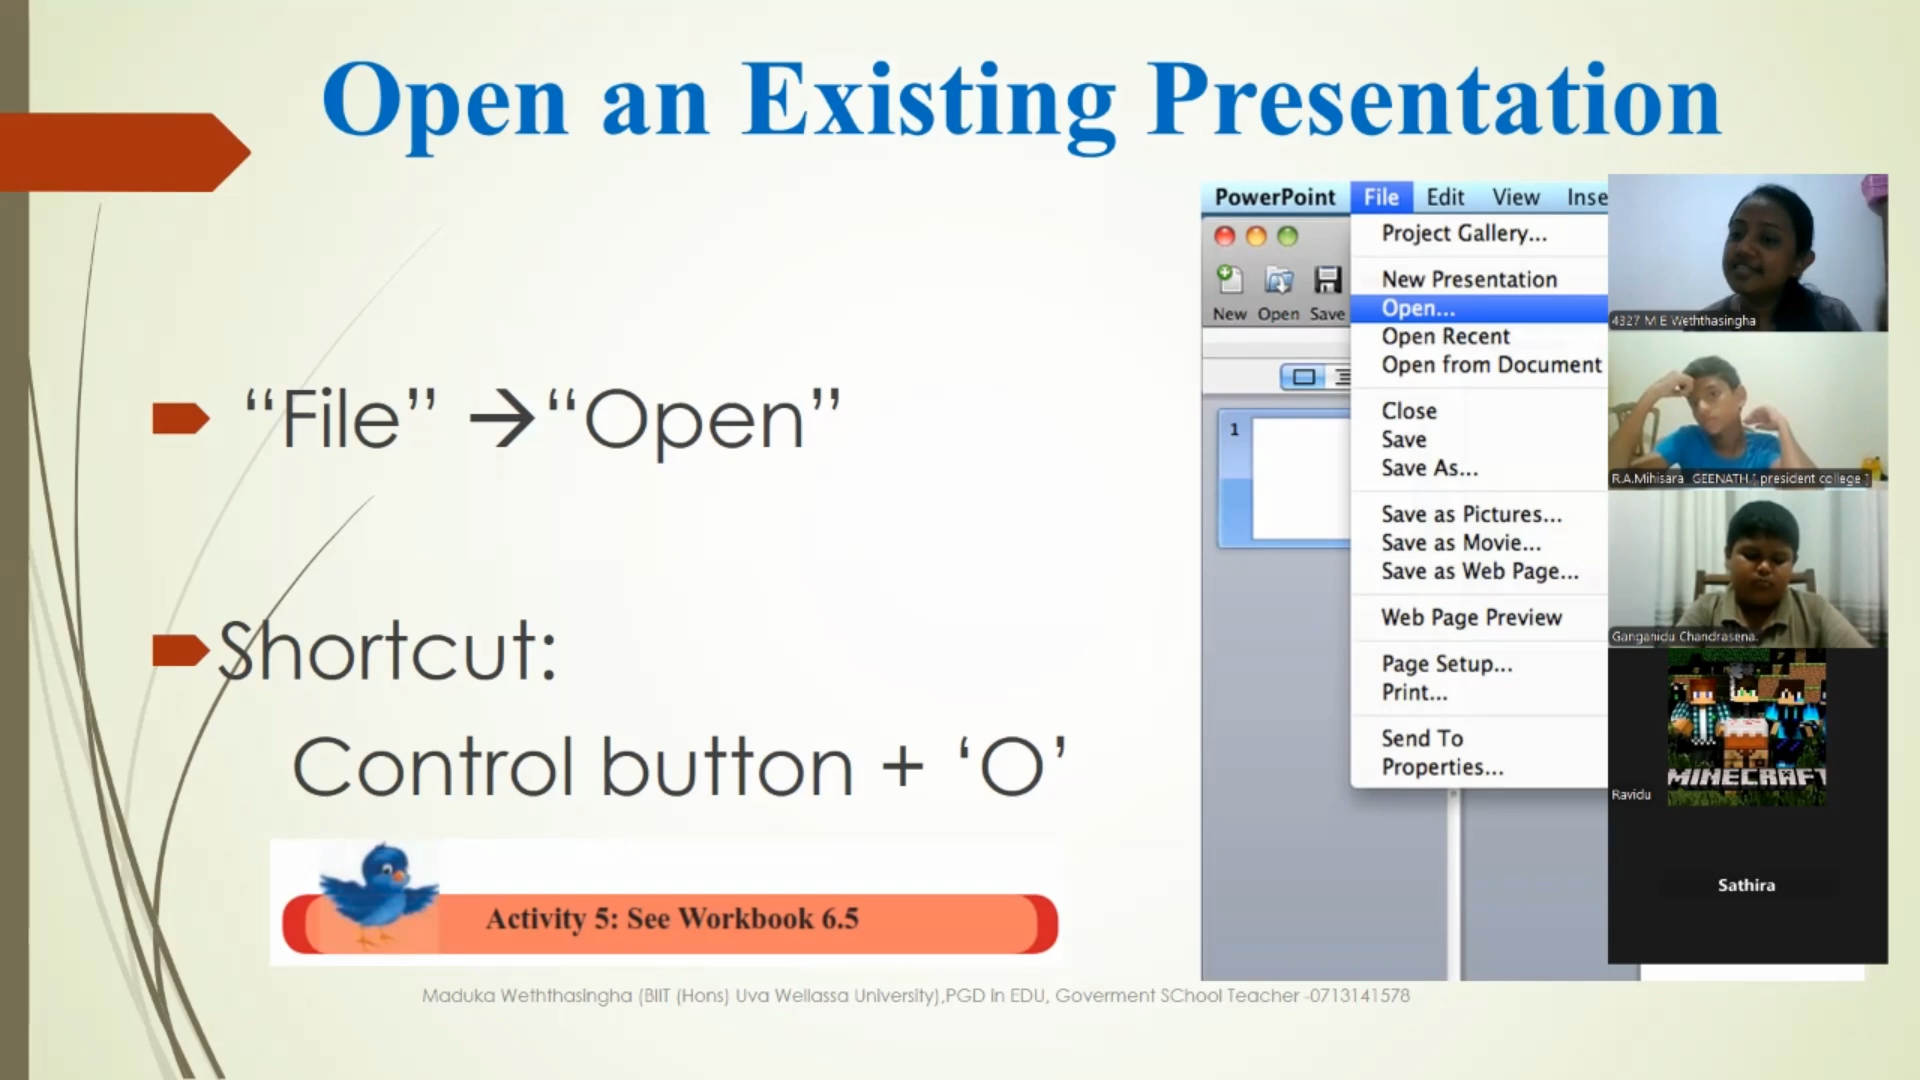 Open an Existing Presentation
“File” →“Open”
Shortcut:
Control button + ‘O’
Activity 5: See Workbook 6.5
Maduka Weththasingha (BIIT (Hons) Uva Wellassa University),PGD in EDU, Goverment SChool Teacher -0713141578
PowerPoint File Edit View Inse
New Open Save
1
Project Gallery...
New Presentation
Open...
Open Recent
Open from Document
Close
Save
Save As...
Save as Pictures...
Save as Movie...
Save as Web Page...
Web Page Preview
Page Setup...
Print...
Send To
Properties...
4327 M E Weththasingha
R.A.Mihisara GEENATH [ president college ]
Ganganidu Chandrasena.
MINECRAFT
Ravidu
Sathira